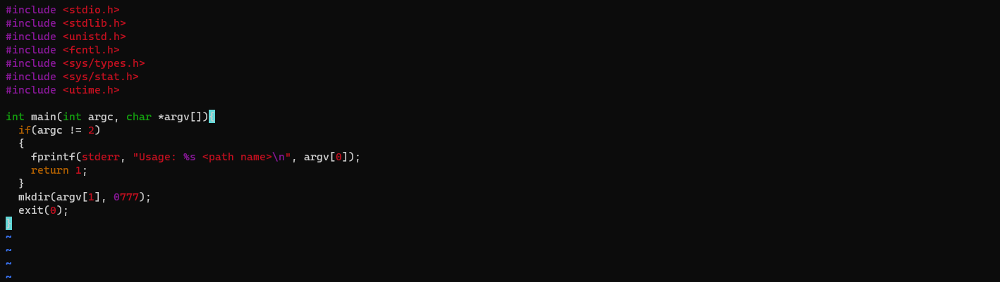 #include <stdio.h>
#include <stdlib.h>
#include <unistd.h>
#include <fcntl.h>
#include <sys/types.h>
#include <sys/stat.h>
#include <utime.h>

int main(int argc, char *argv[]){
  if(argc != 2)
  {
    fprintf(stderr, "Usage: %s <path name>\n", argv[0]);
    return 1;
  }
  mkdir(argv[1], 0777);
  exit(0);
}
~
~
~
~